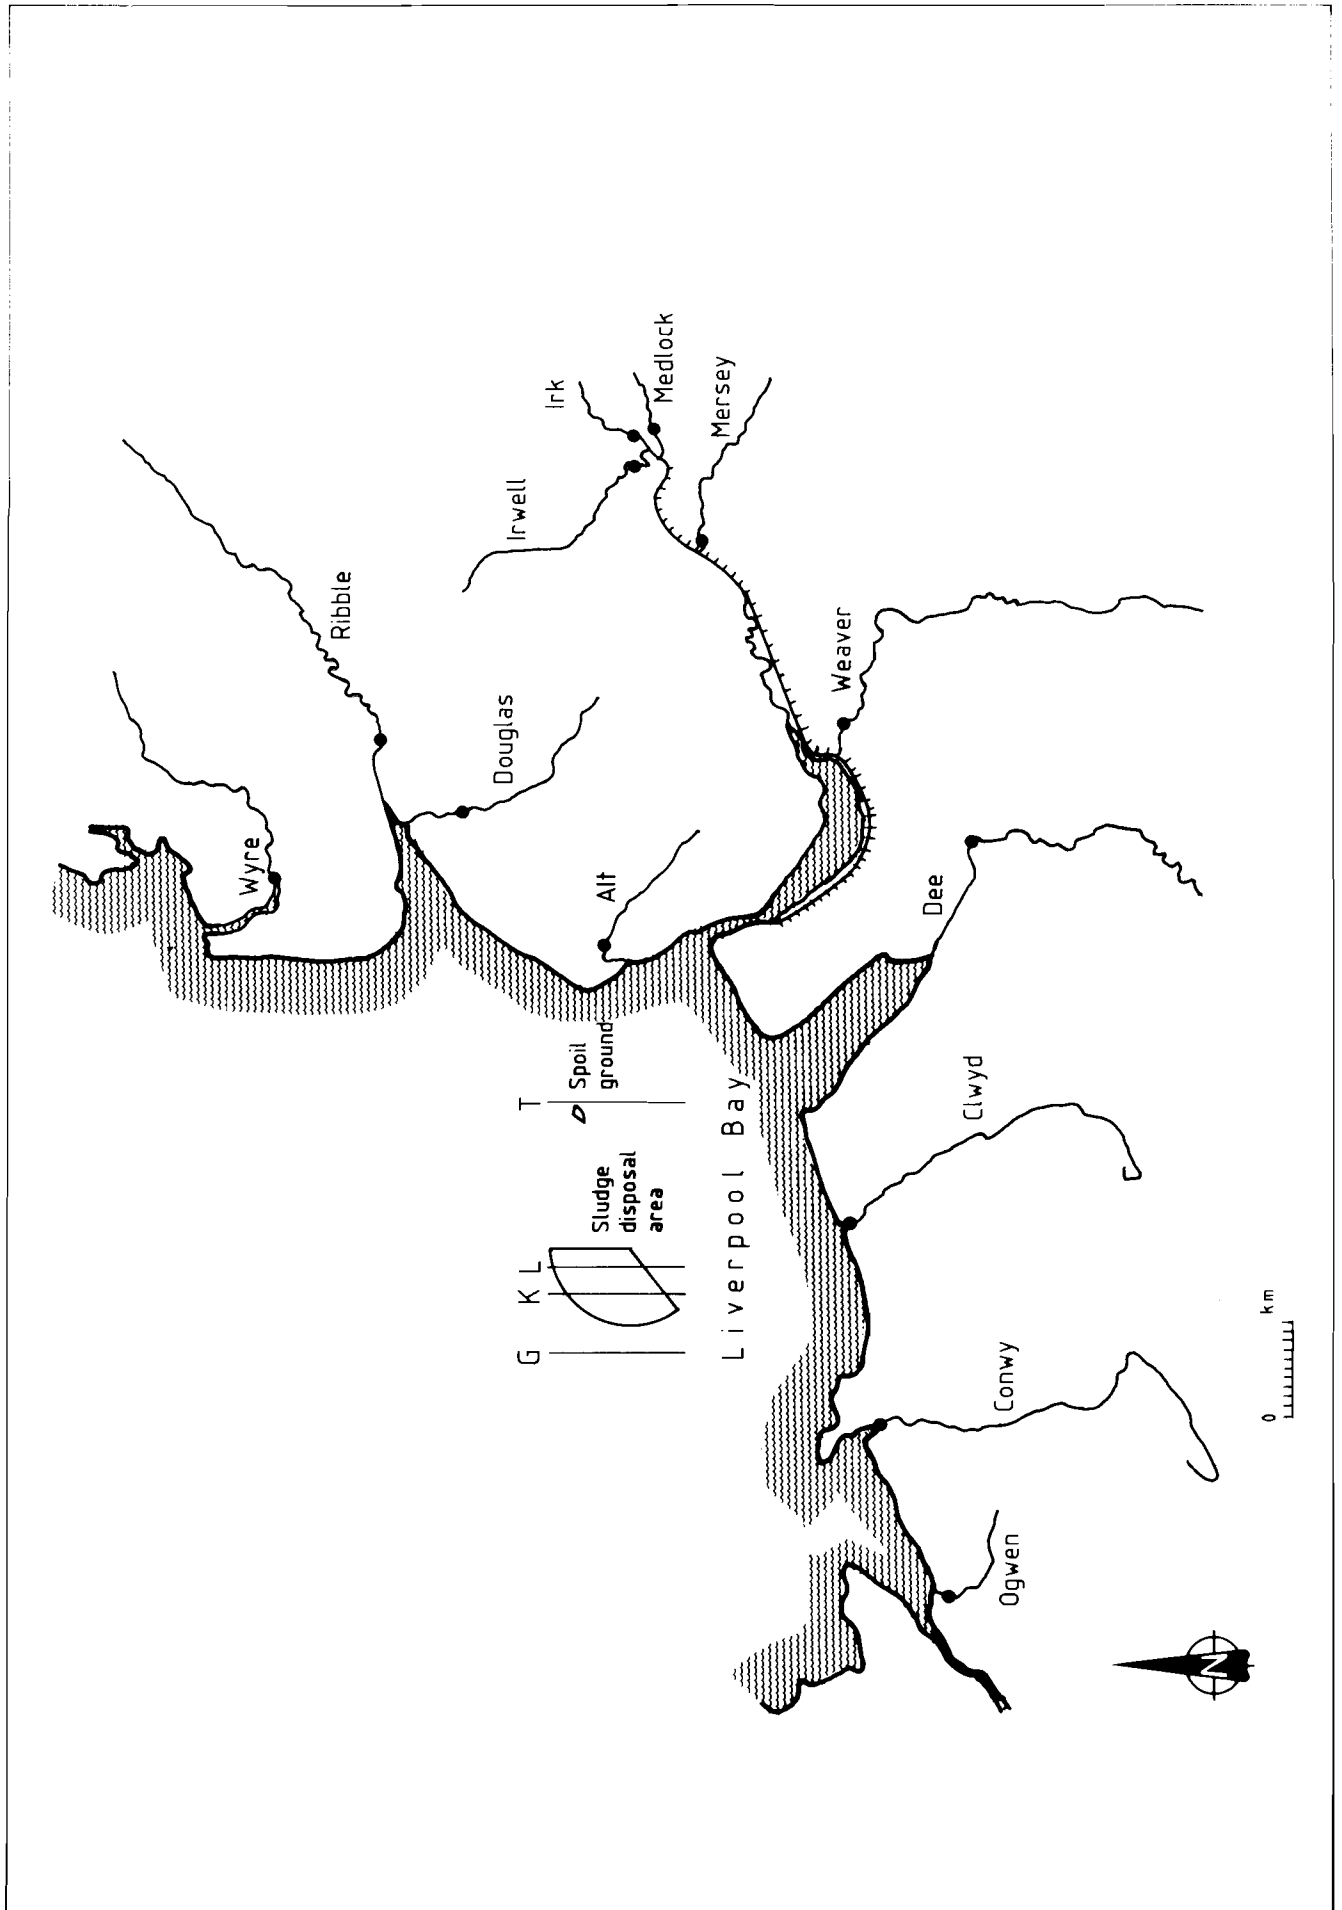 Wyre
Ribble
Douglas
Alt
Irwell
Irk
Medlock
Mersey
Weaver
Dee
Clwyd
Conwy
Ogwen
G
K
L
T
Spoil
ground
Sludge
disposal
area
Liverpool Bay
0
km
N